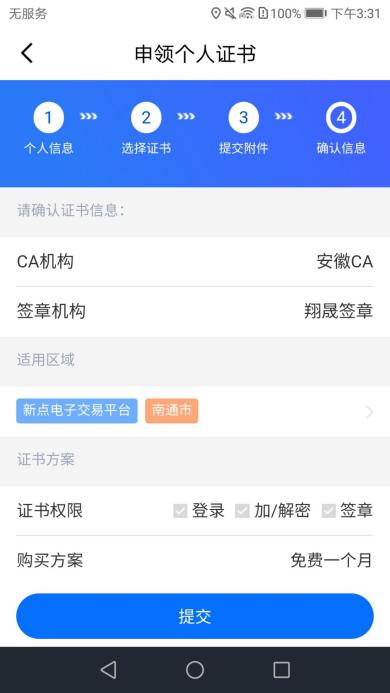 无服务 100% 下午3:31
申领个人证书
1 2 3 4
个人信息 选择证书 提交附件 确认信息
请确认证书信息：
CA机构 安徽CA
签章机构 翔晟签章
适用区域
新点电子交易平台 南通市
证书方案
证书权限 登录 加/解密 签章
购买方案 免费一个月
提交